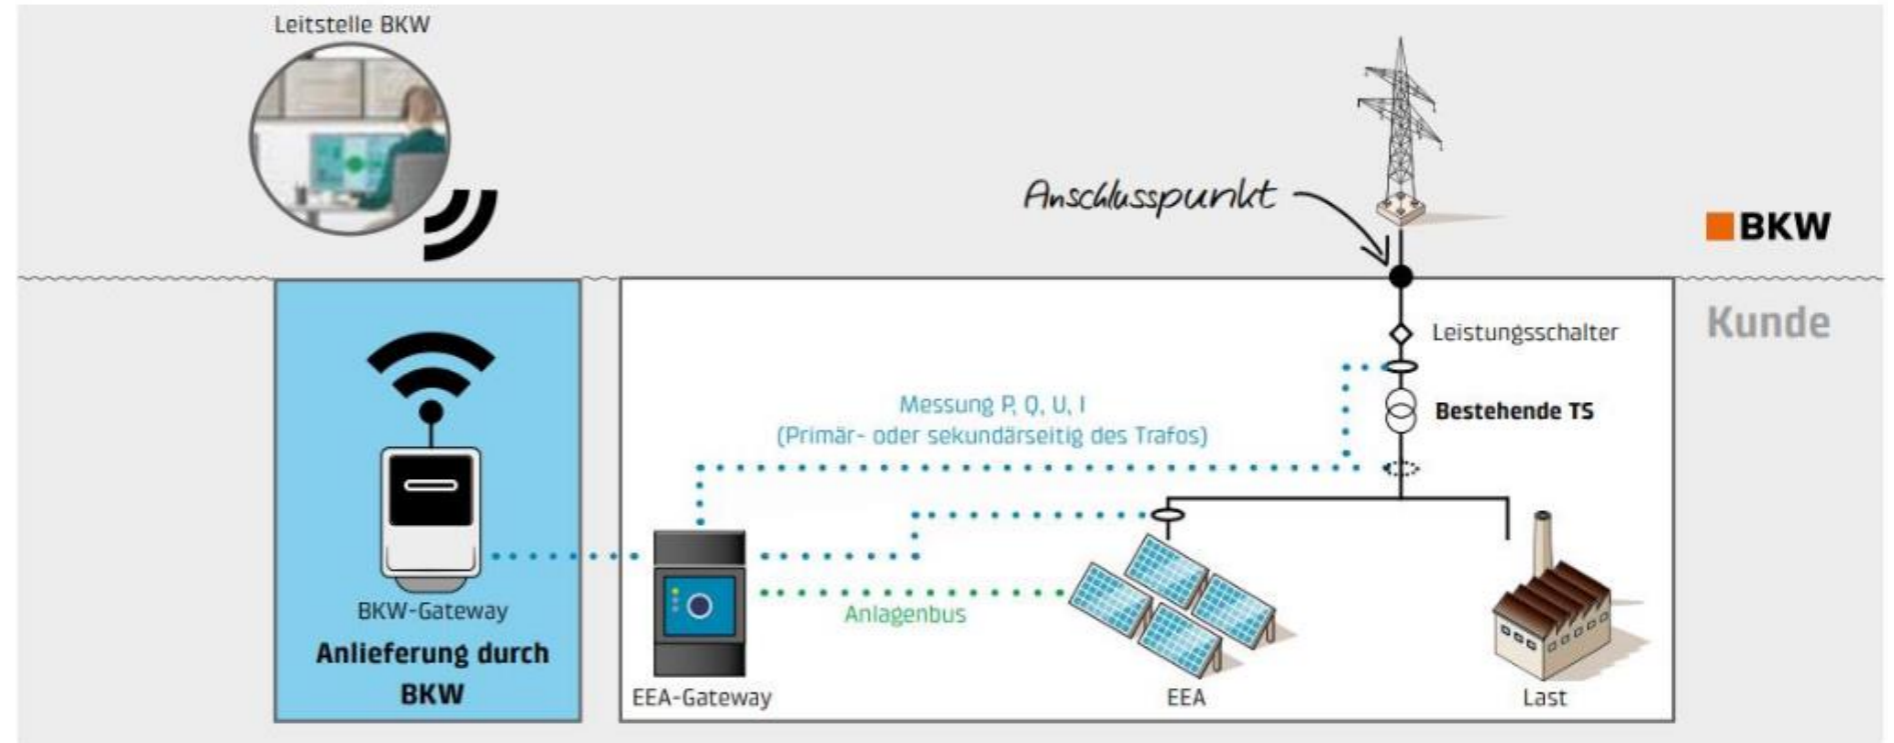 Leitstelle BKW
Anschlusspunkt
BKW
Kunde
Leistungsschalter
Messung P, Q, U, I
(Primär- oder sekundärseitig des Trafos)
Bestehende TS
BKW-Gateway
Anlieferung durch
BKW
Anlagenbus
EEA-Gateway
EEA
Last